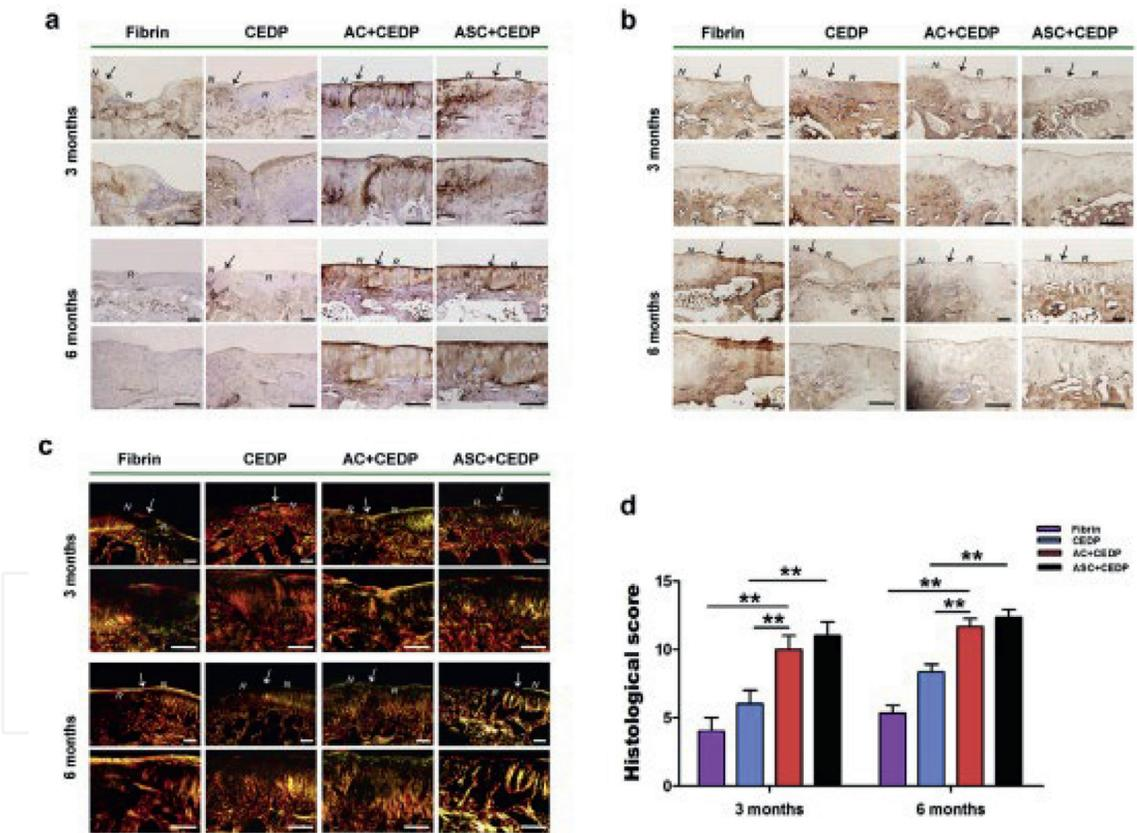 a
Fibrin CEDP AC+CEDP ASC+CEDP
3 months
6 months
b
Fibrin CEDP AC+CEDP ASC+CEDP
3 months
6 months
c
Fibrin CEDP AC+CEDP ASC+CEDP
3 months
6 months
d
Fibrin
CEDP
AC+CEDP
ASC+CEDP
Histological score
15
10
5
0
** ** **
** ** **
3 months 6 months